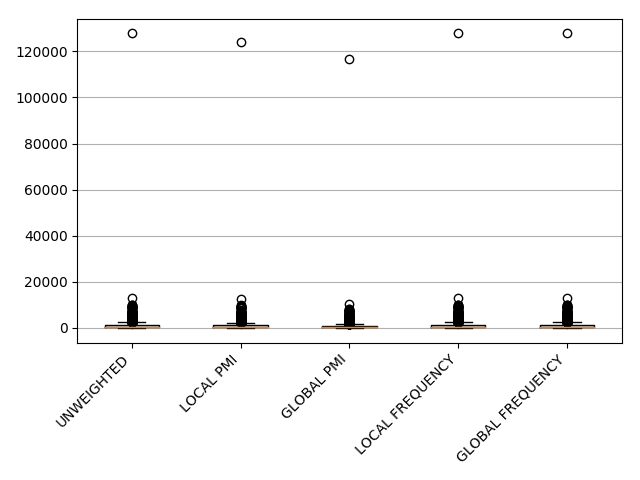 120000
100000
80000
60000
40000
20000
0
UNWEIGHTED
LOCAL PMI
GLOBAL PMI
LOCAL FREQUENCY
GLOBAL FREQUENCY